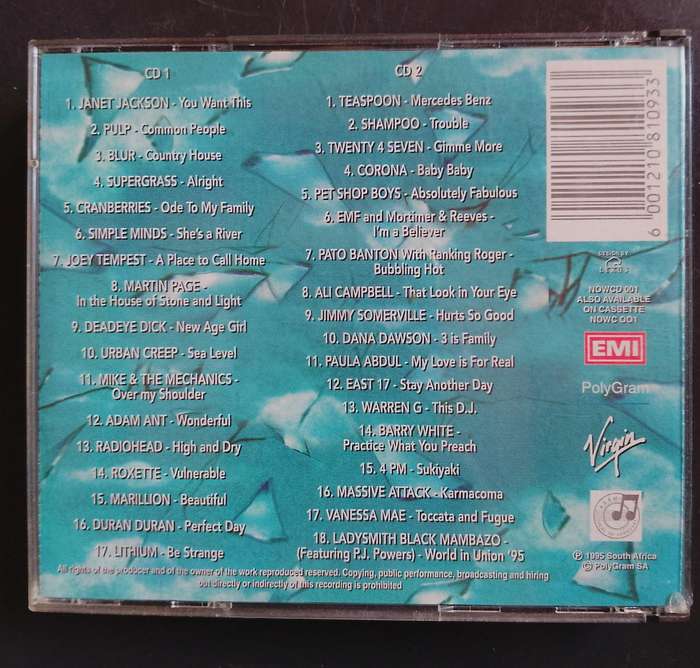 CD 1
1. JANET JACKSON - You Want This
2. PULP - Common People
3. BLUR - Country House
4. SUPERGRASS - Alright
5. CRANBERRIES - Ode To My Family
6. SIMPLE MINDS - She's a River
7. JOEY TEMPEST - A Place to Call Home
8. MARTIN PAGE -
In the House of Stone and Light
9. DEADEYE DICK - New Age Girl
10. URBAN CREEP - Sea Level
11. MIKE & THE MECHANICS -
Over my Shoulder
12. ADAM ANT - Wonderful
13. RADIOHEAD - High and Dry
14. ROXETTE - Vulnerable
15. MARILLION - Beautiful
16. DURAN DURAN - Perfect Day
17. LITHIUM - Be Strange
CD 2
1. TEASPOON - Mercedes Benz
2. SHAMPOO - Trouble
3. TWENTY 4 SEVEN - Gimme More
4. CORONA - Baby Baby
5. PET SHOP BOYS - Absolutely Fabulous
6. EMF and Mortimer & Reeves -
I'm a Believer
7. PATO BANTON With Ranking Roger -
Bubbling Hot
8. ALI CAMPBELL - That Look in Your Eye
9. JIMMY SOMERVILLE - Hurts So Good
10. DANA DAWSON - 3 is Family
11. PAULA ABDUL - My Love is For Real
12. EAST 17 - Stay Another Day
13. WARREN G - This D.J.
14. BARRY WHITE -
Practice What You Preach
15. 4 PM - Sukiyaki
16. MASSIVE ATTACK - Karmacoma
17. VANESSA MAE - Toccata and Fugue
18. LADYSMITH BLACK MAMBAZO -
(Featuring P.J. Powers) - World in Union '95
6 001210 810933
NOWCD 001
ALSO AVAILABLE
ON CASSETTE
NOWC OO1
EMI
PolyGram
Virgin
℗ 1995 South Africa
© PolyGram SA
All rights of the producer and of the owner of the work reproduced reserved. Copying, public performance, broadcasting and hiring
out directly or indirectly of this recording is prohibited